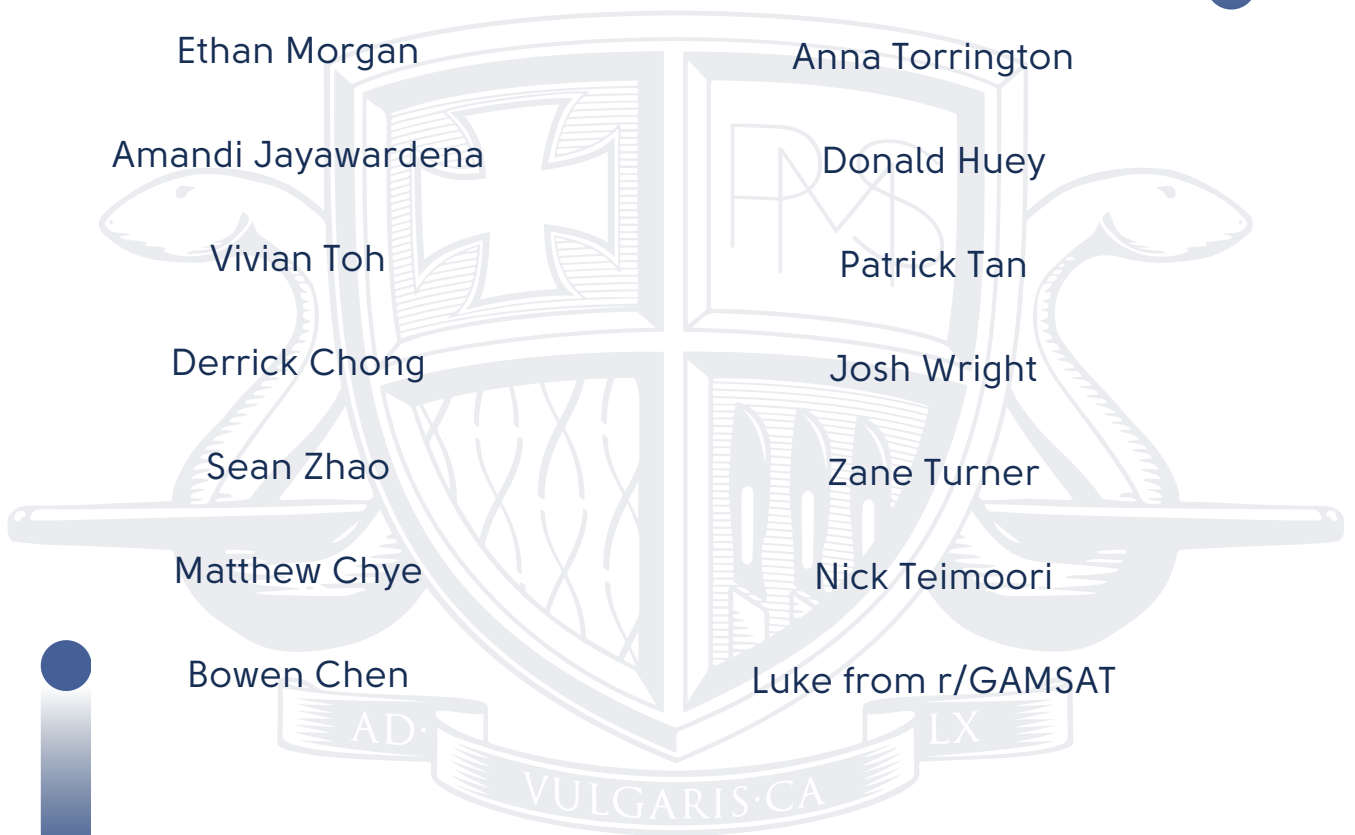 Ethan Morgan
Amandi Jayawardena
Vivian Toh
Derrick Chong
Sean Zhao
Matthew Chye
Bowen Chen
Anna Torrington
Donald Huey
Patrick Tan
Josh Wright
Zane Turner
Nick Teimoori
Luke from r/GAMSAT
PMS
AD· LX
VULGARIS·CA